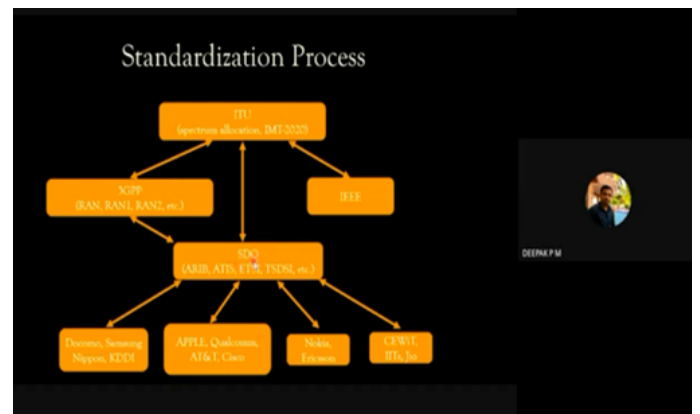 Standardization Process
ITU
(spectrum allocation, IMT-2020)
3GPP
(RAN, RAN1, RAN2, etc.)
IEEE
SDO
(ARIB, ATIS, ETSI, TSDSI, etc.)
DEEPAK P M
Docomo, Samsung
Nippon, KDDI
APPLE, Qualcomm,
AT&T, Cisco
Nokia,
Ericsson
CEWiT,
IITs, Jio